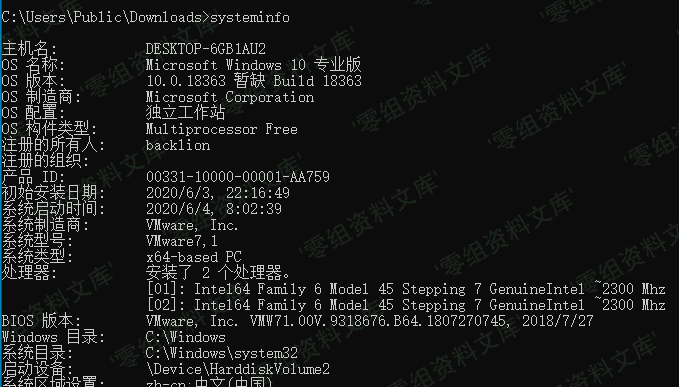 C:\Users\Public\Downloads>systeminfo
主机名: DESKTOP-6GB1AU2
OS 名称: Microsoft Windows 10 专业版
OS 版本: 10.0.18363 暂缺 Build 18363
OS 制造商: Microsoft Corporation
OS 配置: 独立工作站
OS 构件类型: Multiprocessor Free
注册的所有人: backlion
注册的组织:
产品 ID: 00331-10000-00001-AA759
初始安装日期: 2020/6/3, 22:16:49
系统启动时间: 2020/6/4, 8:02:39
系统制造商: VMware, Inc.
系统型号: VMware7,1
系统类型: x64-based PC
处理器: 安装了 2 个处理器。
[01]: Intel64 Family 6 Model 45 Stepping 7 GenuineIntel ~2300 Mhz
[02]: Intel64 Family 6 Model 45 Stepping 7 GenuineIntel ~2300 Mhz
BIOS 版本: VMware, Inc. VMW71.00V.9318676.B64.1807270745, 2018/7/27
Windows 目录: C:\Windows
系统目录: C:\Windows\system32
启动设备: \Device\HarddiskVolume2
系统区域设置: zh-cn;中文(中国)
'零组资料文库'